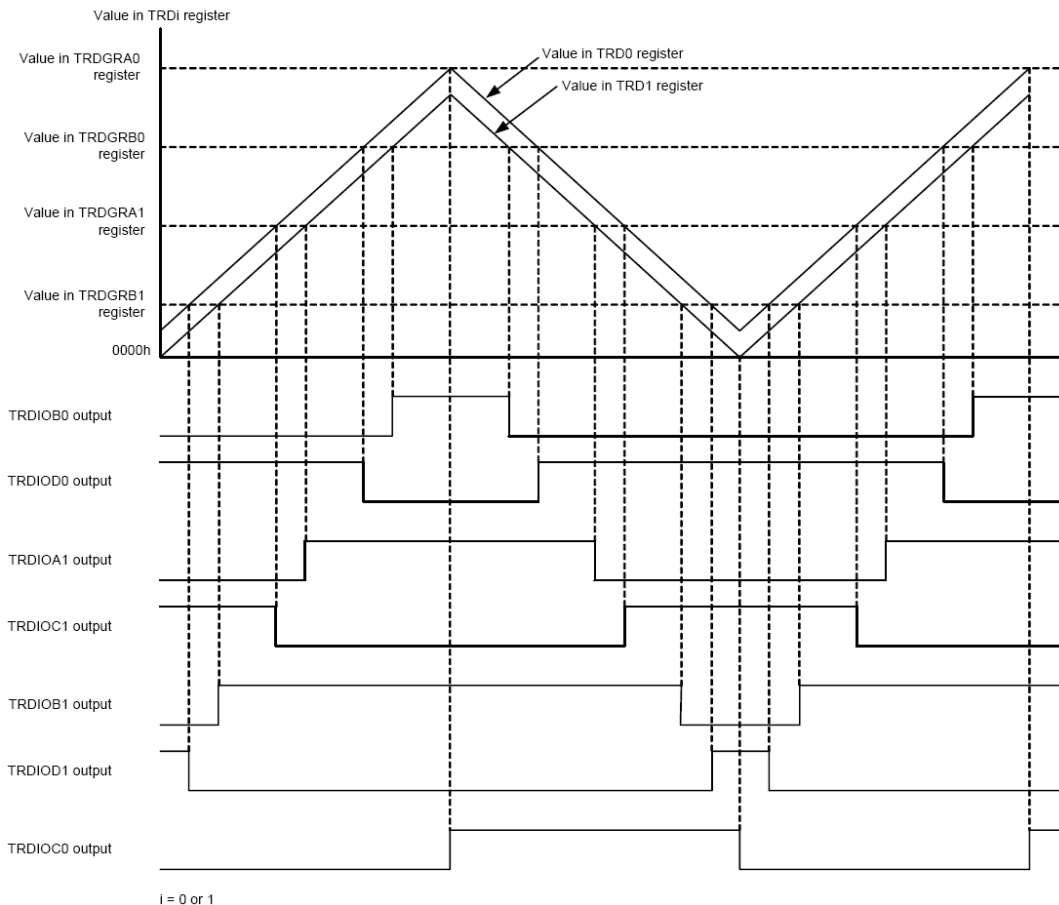 Value in TRDi register
Value in TRDGRA0
register
Value in TRD0 register
Value in TRD1 register
Value in TRDGRB0
register
Value in TRDGRA1
register
Value in TRDGRB1
register
0000h
TRDIOB0 output
TRDIOD0 output
TRDIOA1 output
TRDIOC1 output
TRDIOB1 output
TRDIOD1 output
TRDIOC0 output
i = 0 or 1